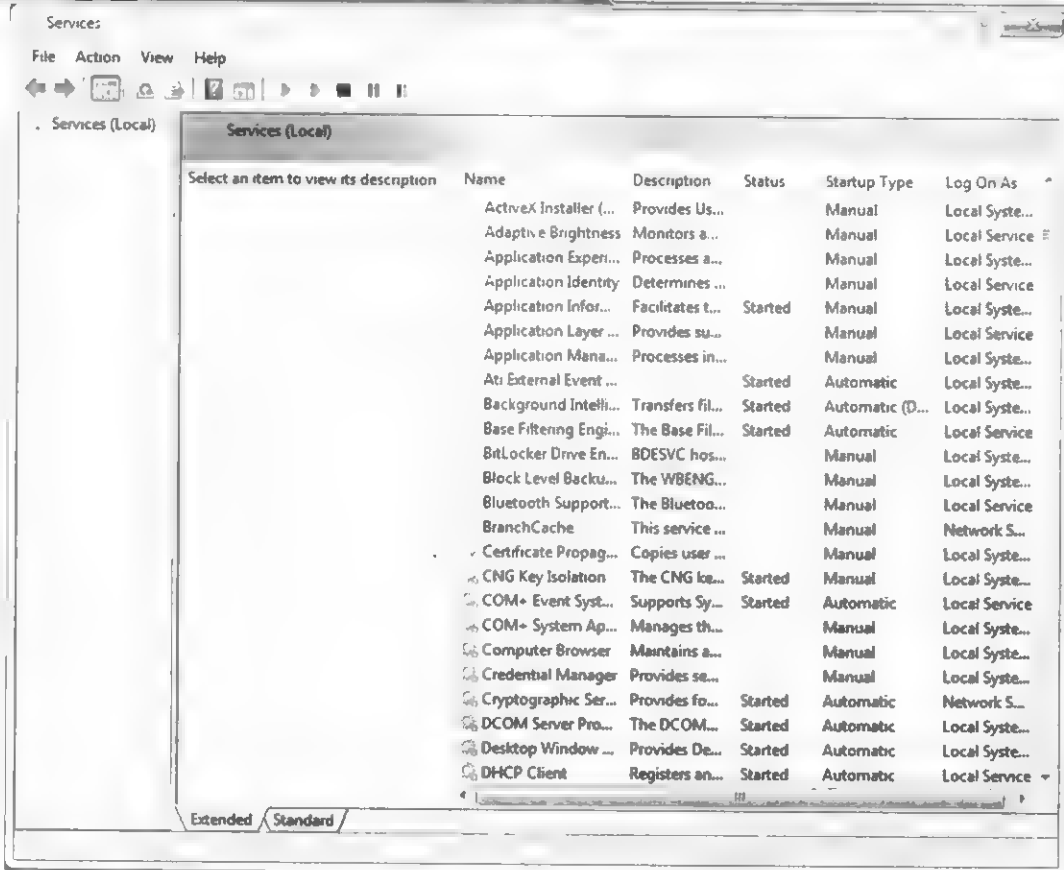 Services
File Action View Help
Services (Local)
Services (Local)
Select an item to view its description
Name Description Status Startup Type Log On As
ActiveX Installer (... Provides Us... Manual Local Syste...
Adaptive Brightness Monitors a... Manual Local Service
Application Experi... Processes a... Manual Local Syste...
Application Identity Determines ... Manual Local Service
Application Infor... Facilitates t... Started Manual Local Syste...
Application Layer ... Provides su... Manual Local Service
Application Mana... Processes in... Manual Local Syste...
Ati External Event ... Started Automatic Local Syste...
Background Intelli... Transfers fil... Started Automatic (D... Local Syste...
Base Filtering Engi... The Base Fil... Started Automatic Local Service
BitLocker Drive En... BDESVC hos... Manual Local Syste...
Block Level Backu... The WBENG... Manual Local Syste...
Bluetooth Support... The Bluetoo... Manual Local Service
BranchCache This service ... Manual Network S...
Certificate Propag... Copies user ... Manual Local Syste...
CNG Key Isolation The CNG ke... Started Manual Local Syste...
COM+ Event Syst... Supports Sy... Started Automatic Local Service
COM+ System Ap... Manages th... Manual Local Syste...
Computer Browser Maintains a... Manual Local Syste...
Credential Manager Provides se... Manual Local Syste...
Cryptographic Ser... Provides fo... Started Automatic Network S...
DCOM Server Pro... The DCOM... Started Automatic Local Syste...
Desktop Window ... Provides De... Started Automatic Local Syste...
DHCP Client Registers an... Started Automatic Local Service
Extended Standard